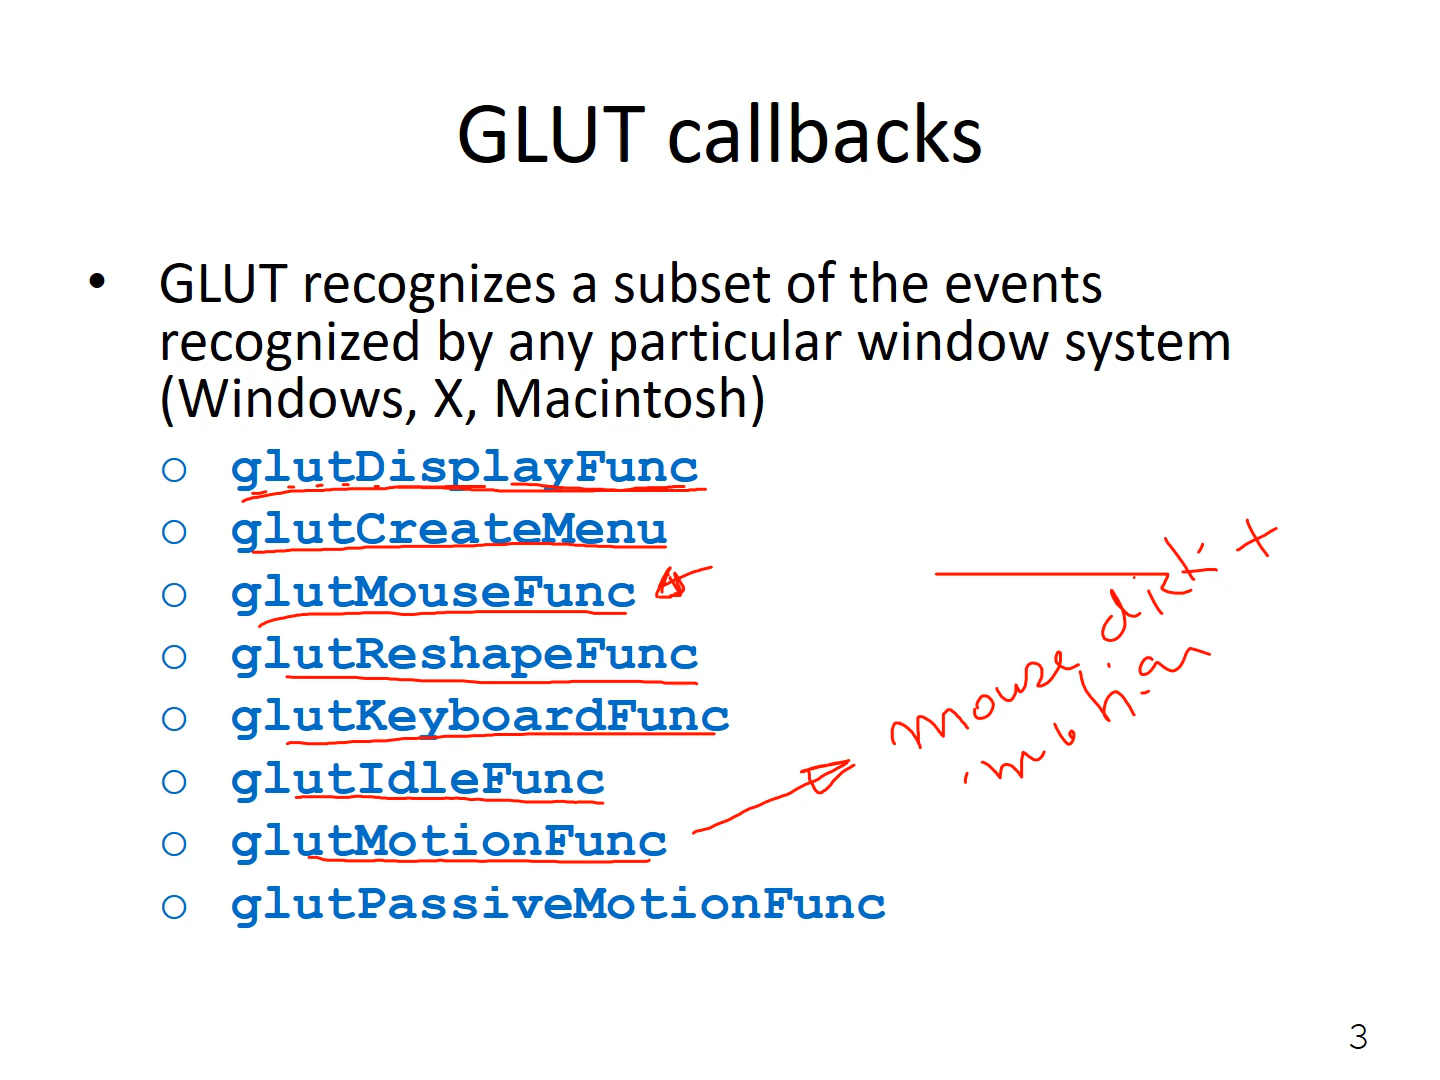 GLUT callbacks
• GLUT recognizes a subset of the events
recognized by any particular window system
(Windows, X, Macintosh)
o glutDisplayFunc
o glutCreateMenu
o glutMouseFunc
o glutReshapeFunc
o glutKeyboardFunc
o glutIdleFunc
o glutMotionFunc
o glutPassiveMotionFunc
mouse +
3